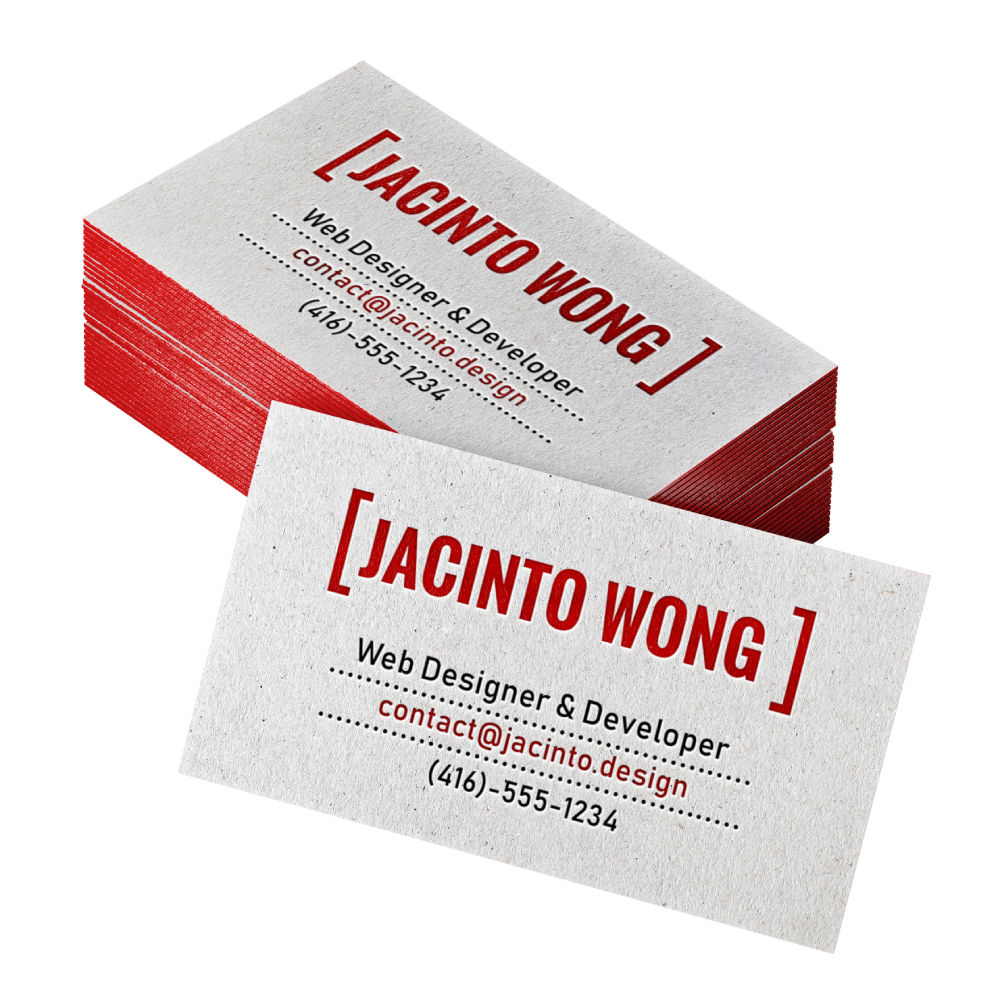 [JACINTO WONG ]
Web Designer & Developer
contact@jacinto.design
(416)-555-1234
[JACINTO WONG ]
Web Designer & Developer
contact@jacinto.design
(416)-555-1234